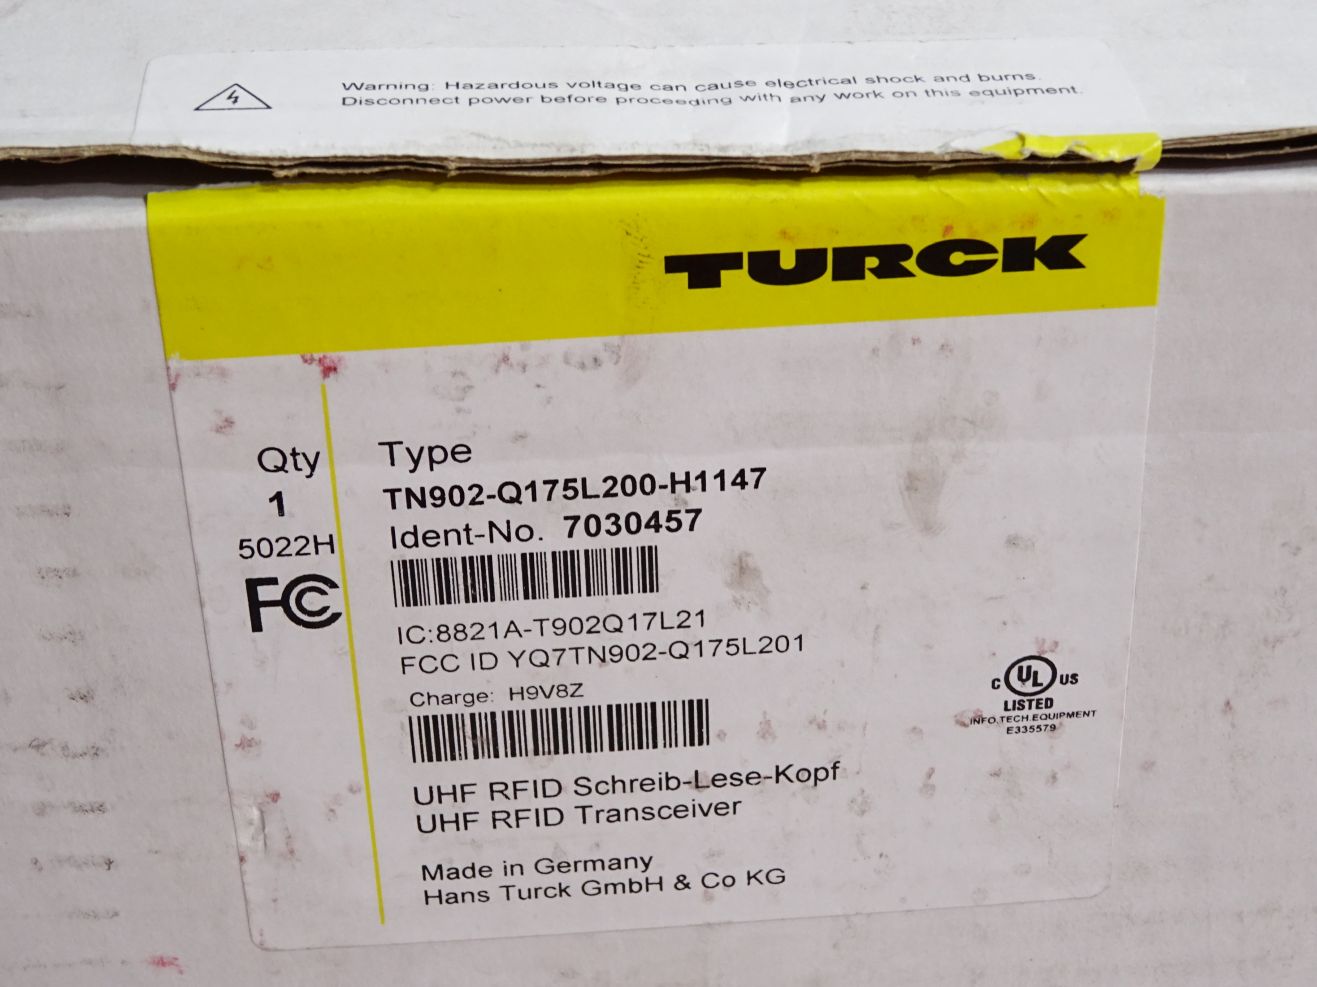 Warning: Hazardous voltage can cause electrical shock and burns.
Disconnect power before proceeding with any work on this equipment.
TURCK
Qty
1
5022H
FC
Type
TN902-Q175L200-H1147
Ident-No. 7030457
IC:8821A-T902Q17L21
FCC ID YQ7TN902-Q175L201
Charge: H9V8Z
C UL US
LISTED
INFO.TECH.EQUIPMENT
E335579
UHF RFID Schreib-Lese-Kopf
UHF RFID Transceiver
Made in Germany
Hans Turck GmbH & Co KG